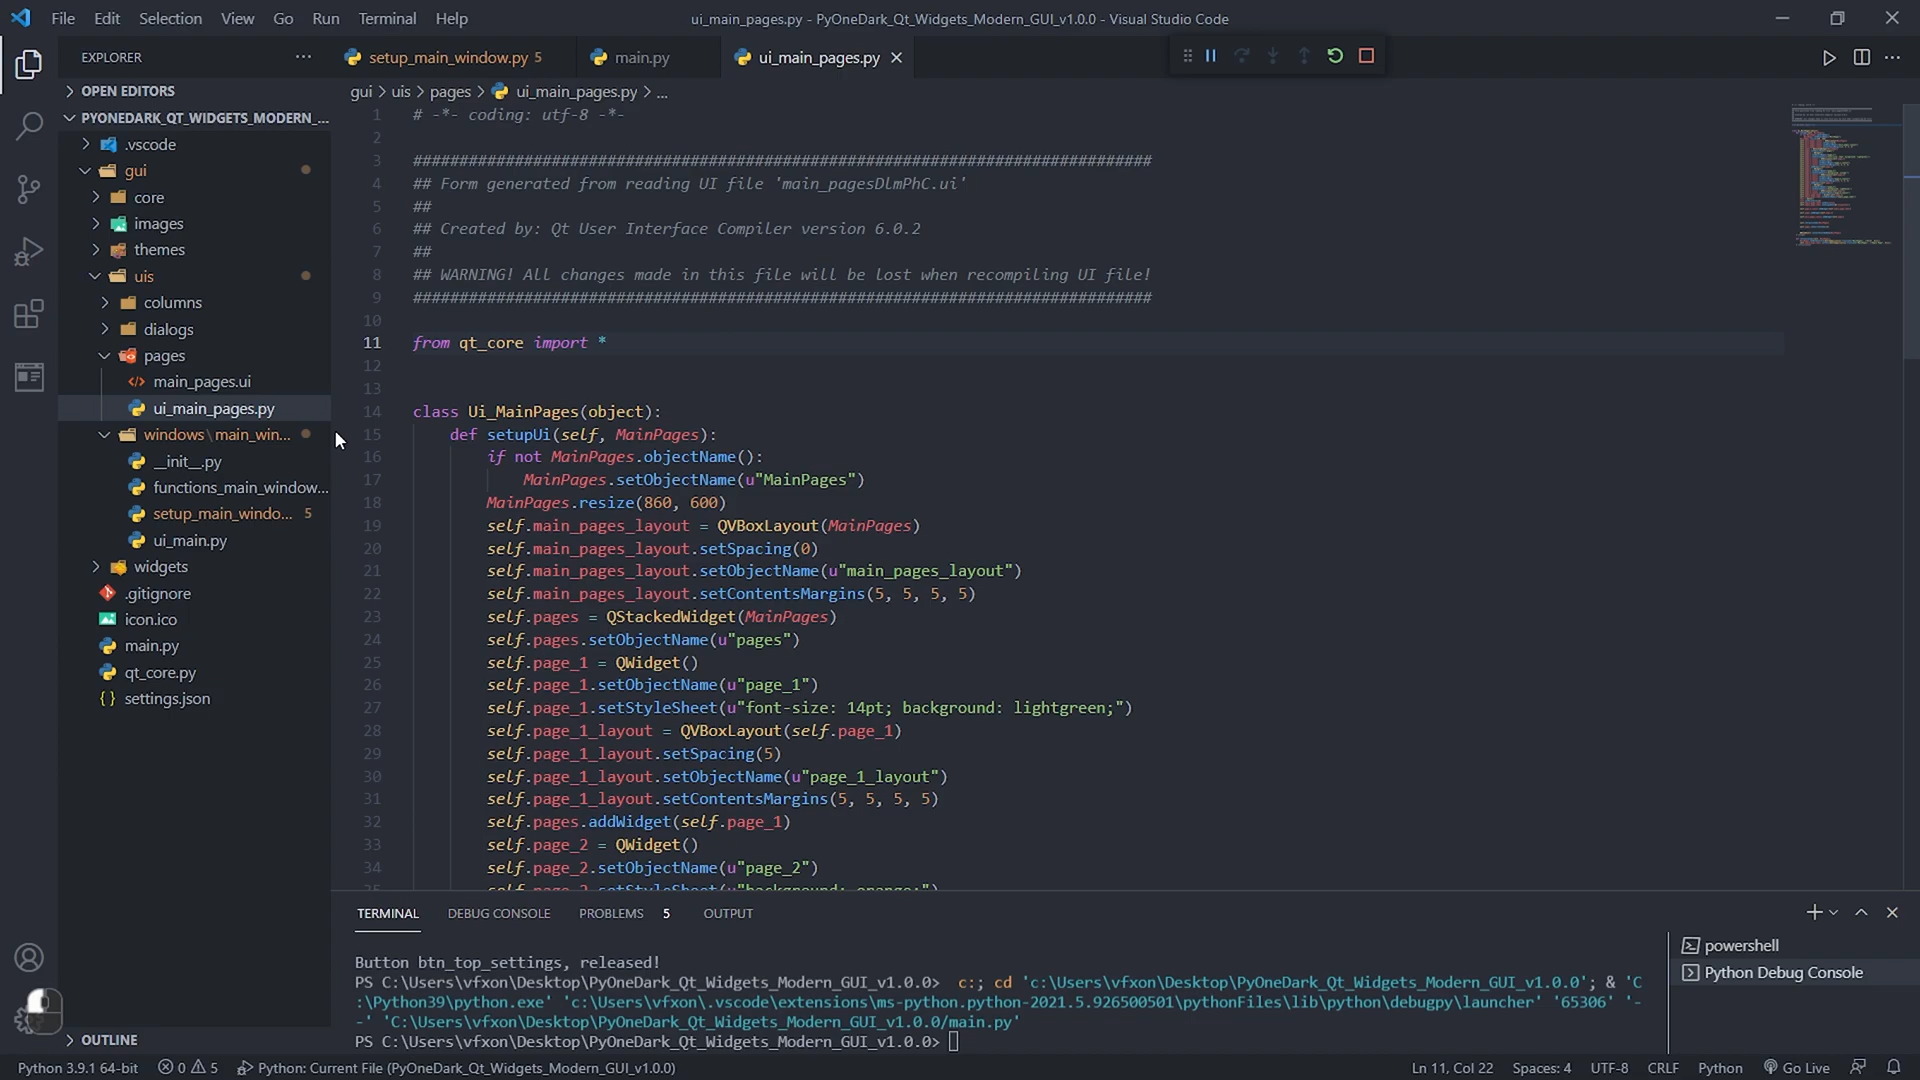 File Edit Selection View Go Run Terminal Help
ui_main_pages.py - PyOneDark_Qt_Widgets_Modern_GUI_v1.0.0 - Visual Studio Code
EXPLORER ···
setup_main_window.py 5
main.py
ui_main_pages.py
OPEN EDITORS
PYONEDARK_QT_WIDGETS_MODERN_...
.vscode
gui
core
images
themes
uis
columns
dialogs
pages
main_pages.ui
ui_main_pages.py
windows\main_win...
__init__.py
functions_main_window...
setup_main_windo... 5
ui_main.py
widgets
.gitignore
icon.ico
main.py
qt_core.py
settings.json
OUTLINE
gui > uis > pages > ui_main_pages.py > ...
1 # -*- coding: utf-8 -*-
2
3 ################################################################################
4 ## Form generated from reading UI file 'main_pagesDlmPhC.ui'
5 ##
6 ## Created by: Qt User Interface Compiler version 6.0.2
7 ##
8 ## WARNING! All changes made in this file will be lost when recompiling UI file!
9 ################################################################################
10
11 from qt_core import *
12
13
14 class Ui_MainPages(object):
15 def setupUi(self, MainPages):
16 if not MainPages.objectName():
17 MainPages.setObjectName(u"MainPages")
18 MainPages.resize(860, 600)
19 self.main_pages_layout = QVBoxLayout(MainPages)
20 self.main_pages_layout.setSpacing(0)
21 self.main_pages_layout.setObjectName(u"main_pages_layout")
22 self.main_pages_layout.setContentsMargins(5, 5, 5, 5)
23 self.pages = QStackedWidget(MainPages)
24 self.pages.setObjectName(u"pages")
25 self.page_1 = QWidget()
26 self.page_1.setObjectName(u"page_1")
27 self.page_1.setStyleSheet(u"font-size: 14pt; background: lightgreen;")
28 self.page_1_layout = QVBoxLayout(self.page_1)
29 self.page_1_layout.setSpacing(5)
30 self.page_1_layout.setObjectName(u"page_1_layout")
31 self.page_1_layout.setContentsMargins(5, 5, 5, 5)
32 self.pages.addWidget(self.page_1)
33 self.page_2 = QWidget()
34 self.page_2.setObjectName(u"page_2")
35 self.page_2.setStyleSheet(u"background: orange;")
TERMINAL DEBUG CONSOLE PROBLEMS 5 OUTPUT
Button btn_top_settings, released!
PS C:\Users\vfxon\Desktop\PyOneDark_Qt_Widgets_Modern_GUI_v1.0.0> c:; cd 'c:\Users\vfxon\Desktop\PyOneDark_Qt_Widgets_Modern_GUI_v1.0.0'; & 'C
:\Python39\python.exe' 'c:\Users\vfxon\.vscode\extensions\ms-python.python-2021.5.926500501\pythonFiles\lib\python\debugpy\launcher' '65306' '-
-' 'C:\Users\vfxon\Desktop\PyOneDark_Qt_Widgets_Modern_GUI_v1.0.0/main.py'
PS C:\Users\vfxon\Desktop\PyOneDark_Qt_Widgets_Modern_GUI_v1.0.0>
powershell
Python Debug Console
Python 3.9.1 64-bit 0 5 Python: Current File (PyOneDark_Qt_Widgets_Modern_GUI_v1.0.0)
Ln 11, Col 22 Spaces: 4 UTF-8 CRLF Python Go Live